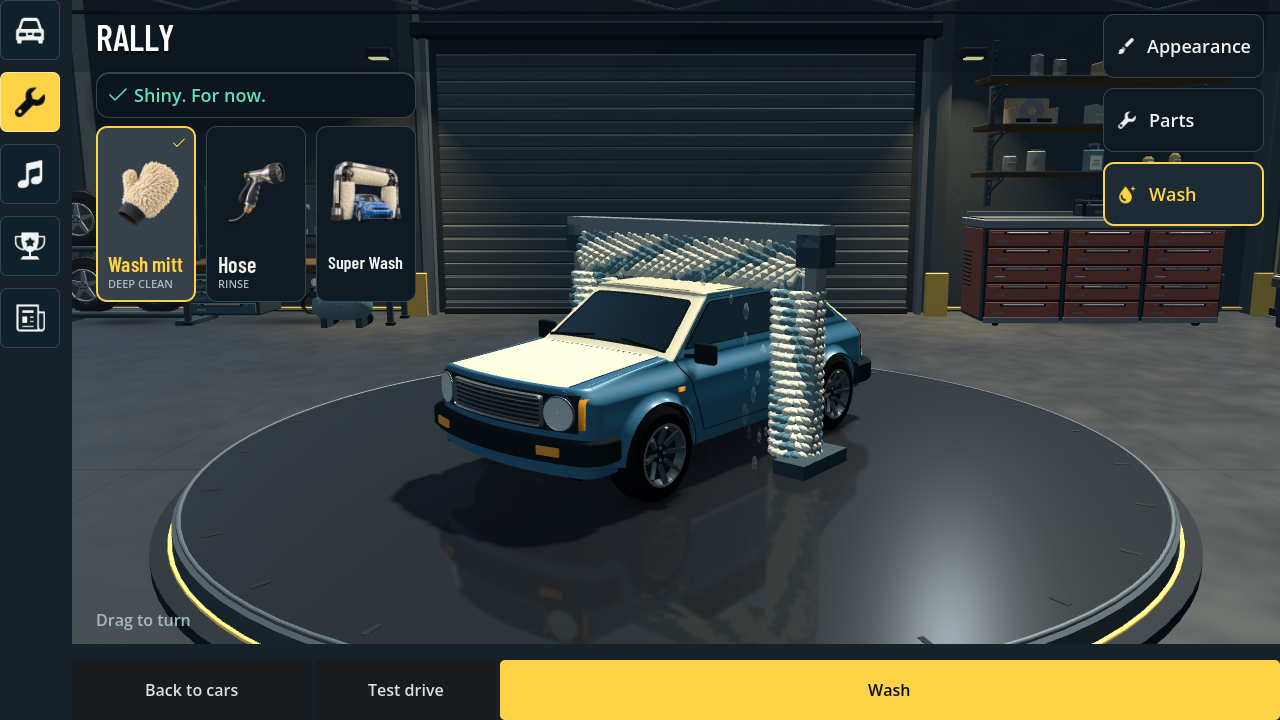 RALLY
Shiny. For now.
Wash mitt
DEEP CLEAN
Hose
RINSE
Super Wash
Appearance
Parts
Wash
Drag to turn
Back to cars
Test drive
Wash